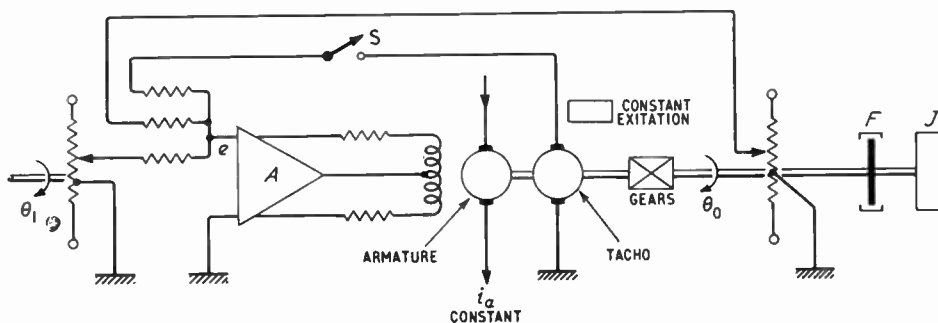 S
CONSTANT
EXITATION
F
J
e
A
θ₁
GEARS
θ₀
ARMATURE
TACHO
iₐ
CONSTANT